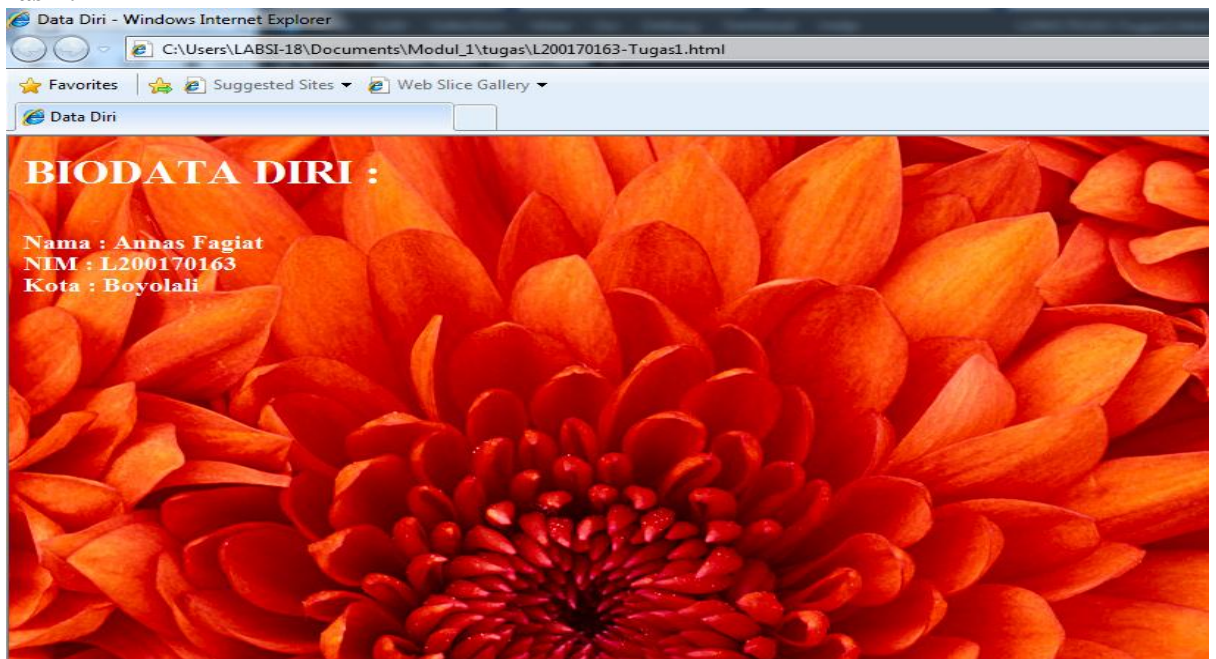 Data Diri - Windows Internet Explorer
C:\Users\LABSI-18\Documents\Modul_1\tugas\L200170163-Tugas1.html
Favorites Suggested Sites Web Slice Gallery
Data Diri
BIODATA DIRI :
Nama : Annas Fagiat
NIM : L200170163
Kota : Boyolali